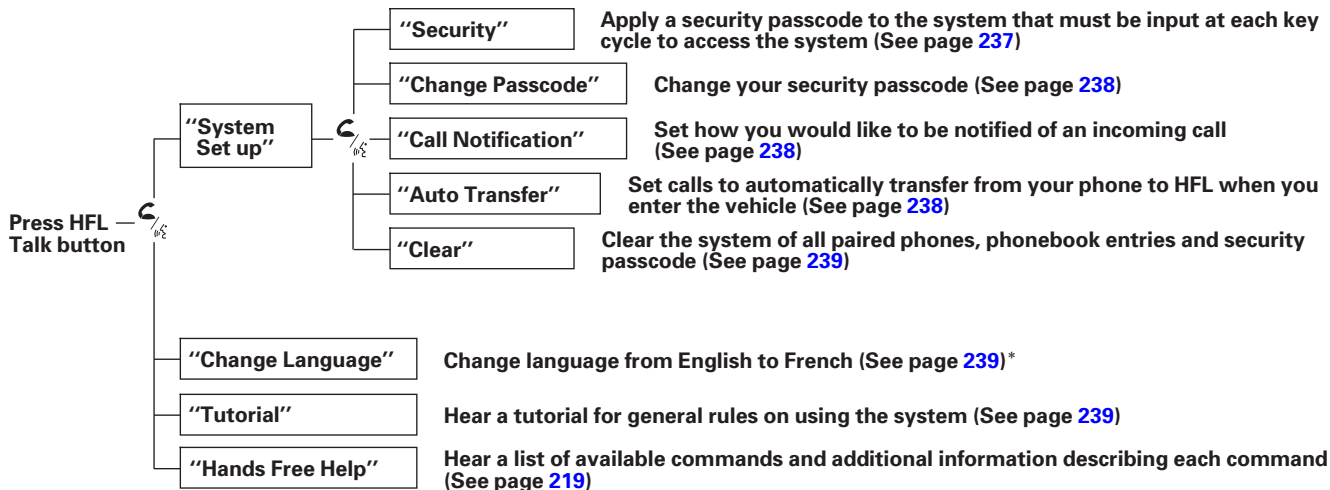 Press HFL
Talk button
"System
Set up"
"Security"
Apply a security passcode to the system that must be input at each key
cycle to access the system (See page 237)
"Change Passcode"
Change your security passcode (See page 238)
"Call Notification"
Set how you would like to be notified of an incoming call
(See page 238)
"Auto Transfer"
Set calls to automatically transfer from your phone to HFL when you
enter the vehicle (See page 238)
"Clear"
Clear the system of all paired phones, phonebook entries and security
passcode (See page 239)
"Change Language"
Change language from English to French (See page 239)*
"Tutorial"
Hear a tutorial for general rules on using the system (See page 239)
"Hands Free Help"
Hear a list of available commands and additional information describing each command
(See page 219)